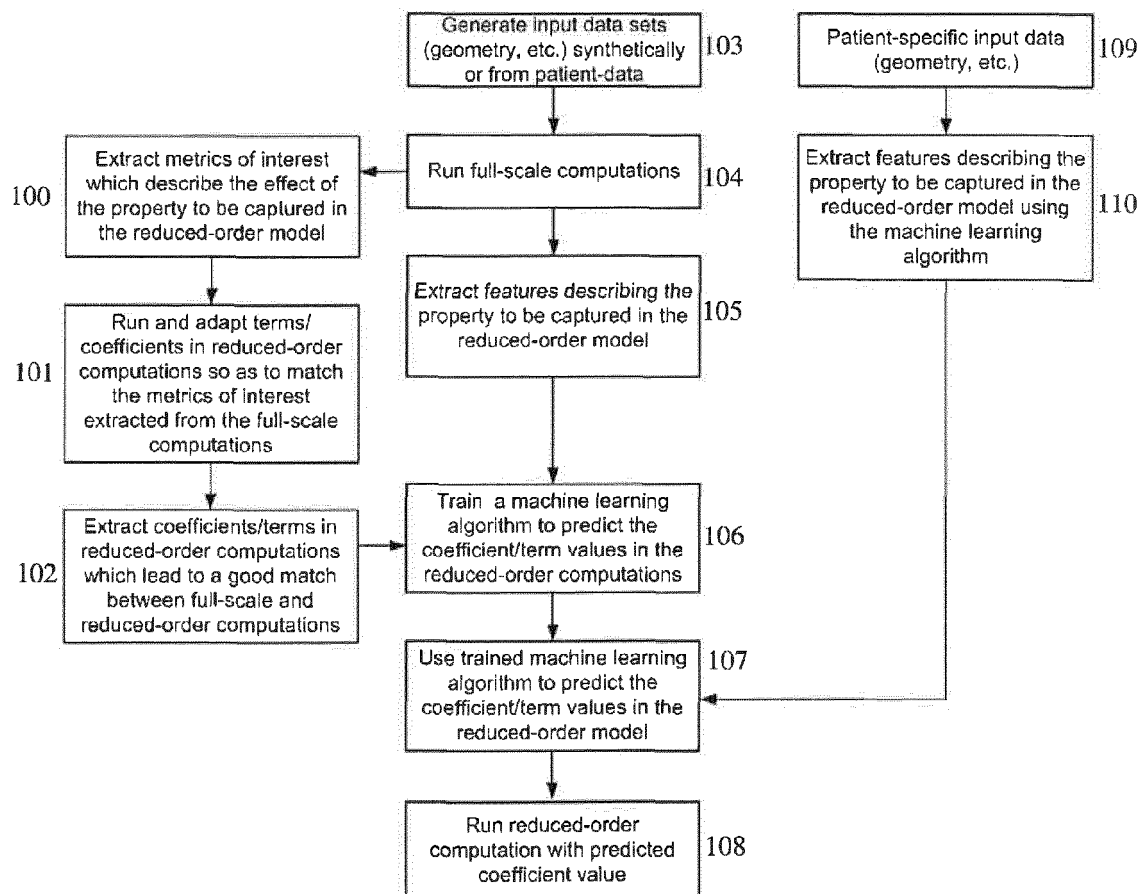 Generate input data sets
(geometry, etc.) synthetically
or from patient-data
103
Patient-specific input data
(geometry, etc.)
109
Extract metrics of interest
which describe the effect of
the property to be captured in
the reduced-order model
100
Run full-scale computations
104
Extract features describing the
property to be captured in the
reduced-order model using
the machine learning
algorithm
110
Extract features describing the
property to be captured in the
reduced-order model
105
Run and adapt terms/
coefficients in reduced-order
computations so as to match
the metrics of interest
extracted from the full-scale
computations
101
Extract coefficients/terms in
reduced-order computations
which lead to a good match
between full-scale and
reduced-order computations
102
Train a machine learning
algorithm to predict the
coefficient/term values in the
reduced-order computations
106
Use trained machine learning
algorithm to predict the
coefficient/term values in the
reduced-order model
107
Run reduced-order
computation with predicted
coefficient value
108